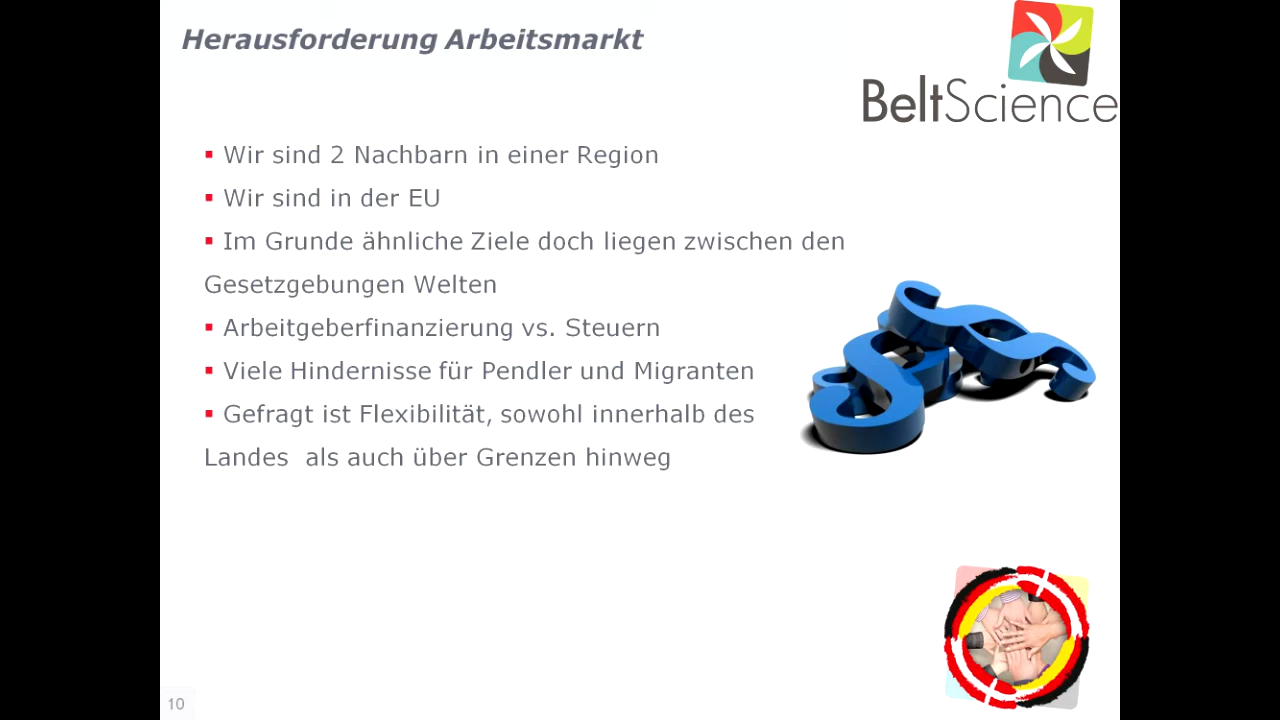 Herausforderung Arbeitsmarkt
BeltScience
▪ Wir sind 2 Nachbarn in einer Region
▪ Wir sind in der EU
▪ Im Grunde ähnliche Ziele doch liegen zwischen den
Gesetzgebungen Welten
▪ Arbeitgeberfinanzierung vs. Steuern
▪ Viele Hindernisse für Pendler und Migranten
▪ Gefragt ist Flexibilität, sowohl innerhalb des
Landes  als auch über Grenzen hinweg
10